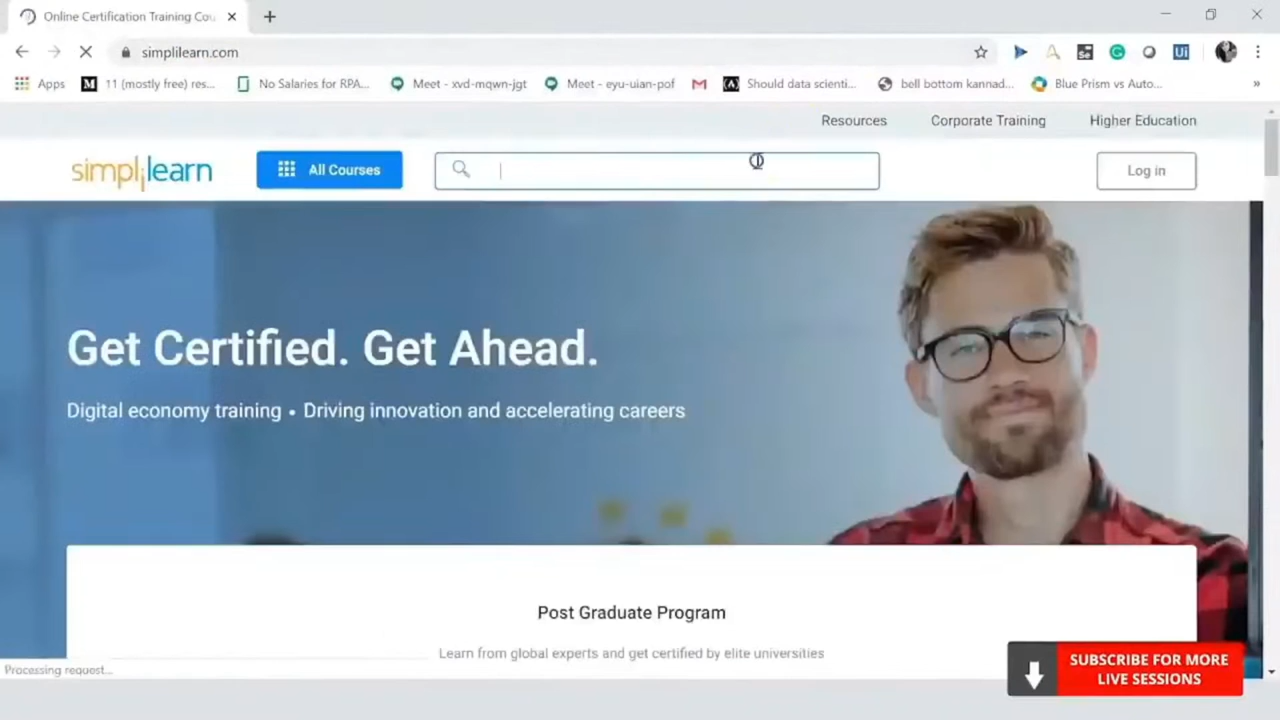 Online Certification Training Cou
simplilearn.com
Apps
11 (mostly free) res...
No Salaries for RPA...
Meet - xvd-mqwn-jgt
Meet - eyu-uian-pof
Should data scienti...
bell bottom kannad...
Blue Prism vs Auto...
»
Resources
Corporate Training
Higher Education
simplilearn
All Courses
Log in
Get Certified. Get Ahead.
Digital economy training • Driving innovation and accelerating careers
Post Graduate Program
Learn from global experts and get certified by elite universities
Processing request...
SUBSCRIBE FOR MORE
LIVE SESSIONS